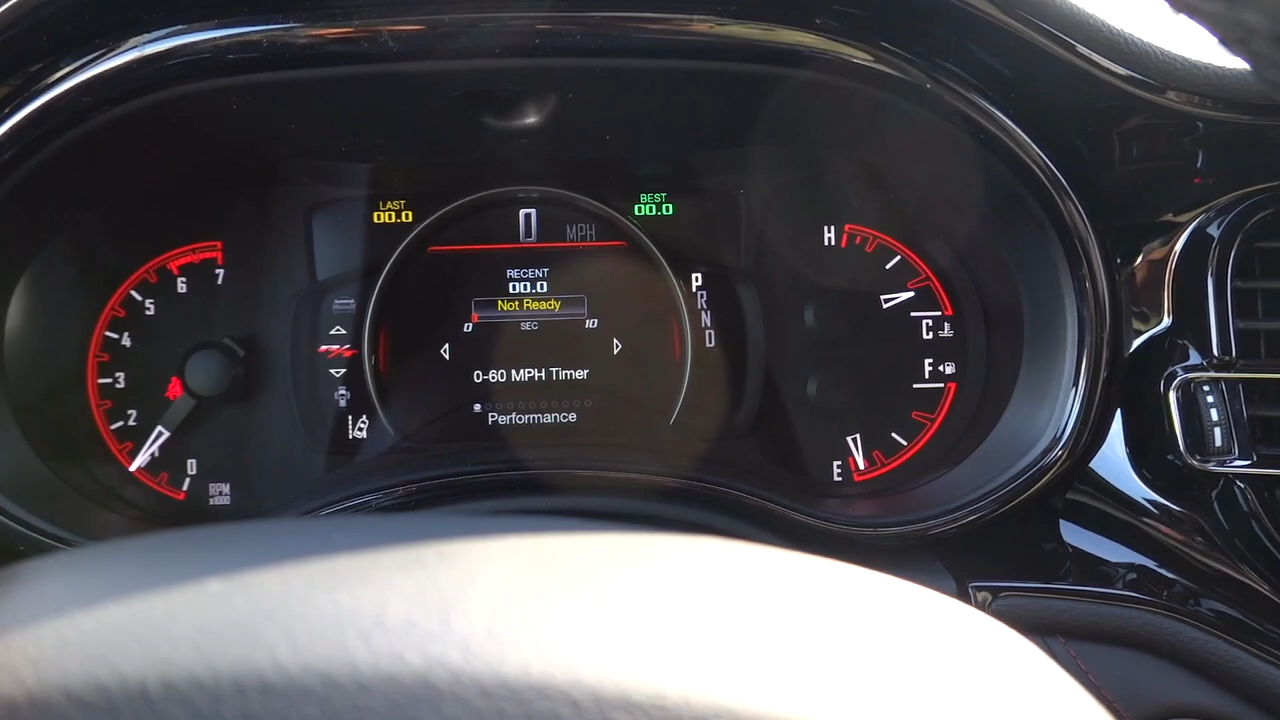 LAST
00.0
BEST
00.0
0 MPH
RECENT
00.0
Not Ready
0 SEC 10
0-60 MPH Timer
Performance
P
R
N
D
7
6
5
4
3
2
1
0
RPM
x1000
R/T
H
C
F
E